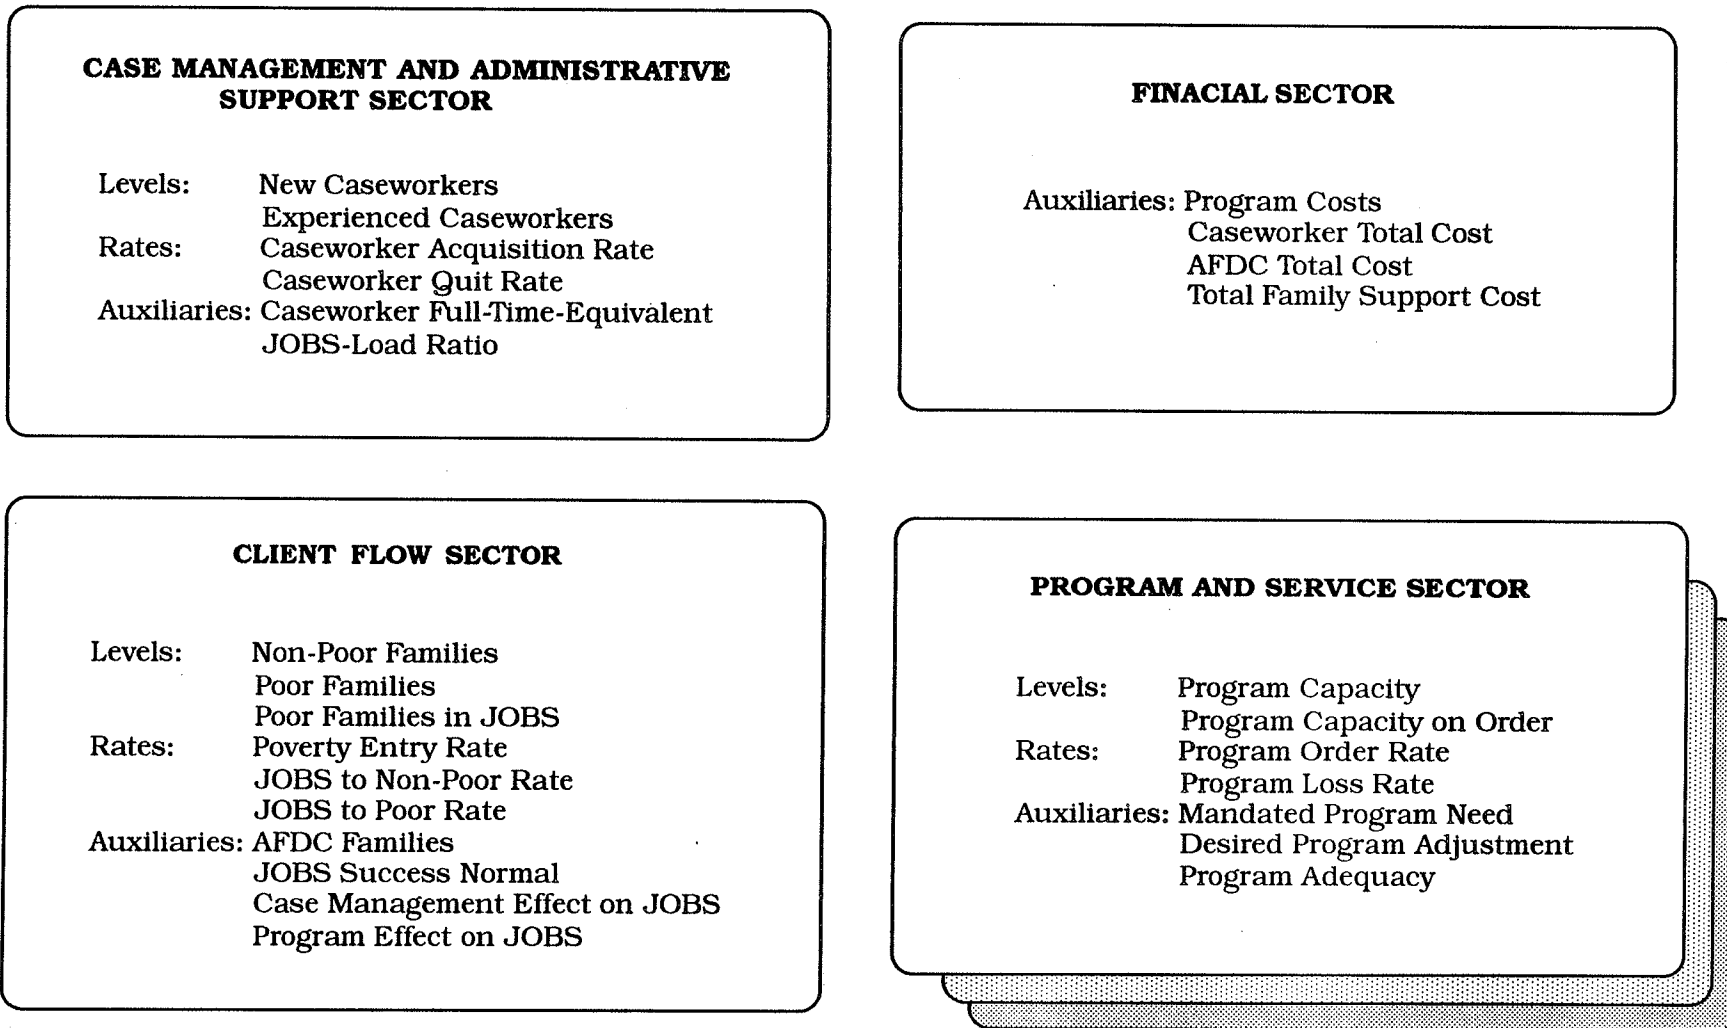 CASE MANAGEMENT AND ADMINISTRATIVE
SUPPORT SECTOR
Levels: New Caseworkers
Experienced Caseworkers
Rates: Caseworker Acquisition Rate
Caseworker Quit Rate
Auxiliaries: Caseworker Full-Time-Equivalent
JOBS-Load Ratio
FINACIAL SECTOR
Auxiliaries: Program Costs
Caseworker Total Cost
AFDC Total Cost
Total Family Support Cost
CLIENT FLOW SECTOR
Levels: Non-Poor Families
Poor Families
Poor Families in JOBS
Rates: Poverty Entry Rate
JOBS to Non-Poor Rate
JOBS to Poor Rate
Auxiliaries: AFDC Families
JOBS Success Normal
Case Management Effect on JOBS
Program Effect on JOBS
PROGRAM AND SERVICE SECTOR
Levels: Program Capacity
Program Capacity on Order
Rates: Program Order Rate
Program Loss Rate
Auxiliaries: Mandated Program Need
Desired Program Adjustment
Program Adequacy